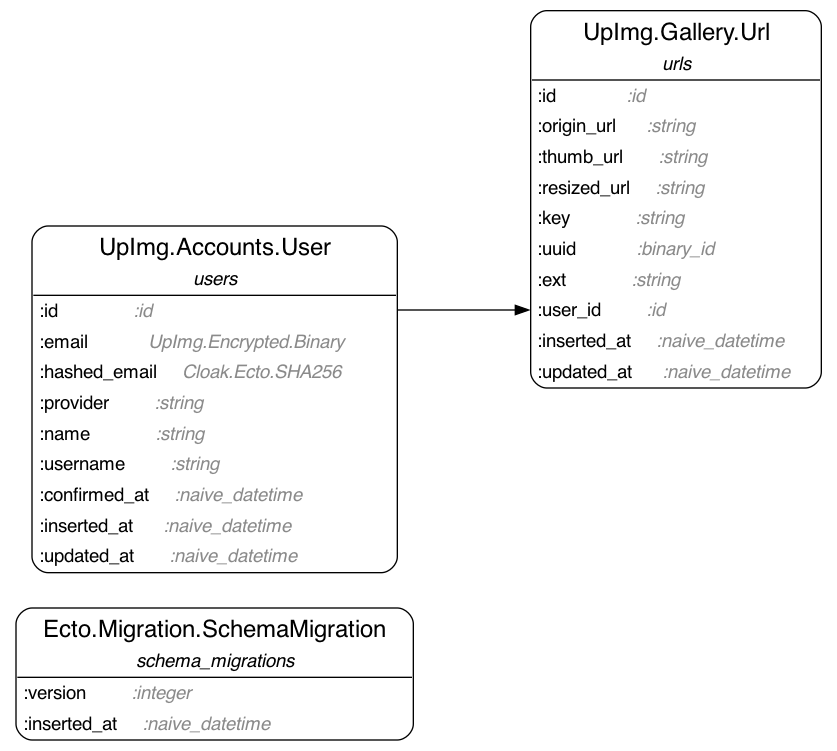 UpImg.Gallery.Url
urls
:id :id
:origin_url :string
:thumb_url :string
:resized_url :string
:key :string
:uuid :binary_id
:ext :string
:user_id :id
:inserted_at :naive_datetime
:updated_at :naive_datetime
UpImg.Accounts.User
users
:id :id
:email UpImg.Encrypted.Binary
:hashed_email Cloak.Ecto.SHA256
:provider :string
:name :string
:username :string
:confirmed_at :naive_datetime
:inserted_at :naive_datetime
:updated_at :naive_datetime
Ecto.Migration.SchemaMigration
schema_migrations
:version :integer
:inserted_at :naive_datetime